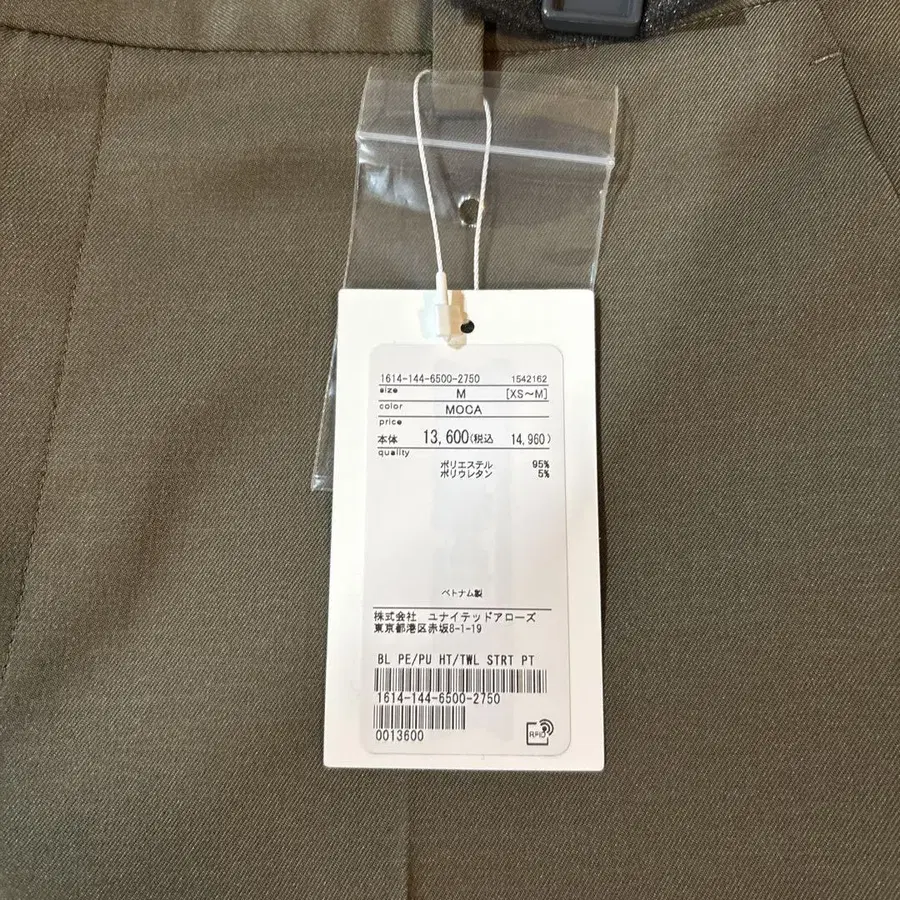 1614-144-6500-2750 1542162
size M [XS~M]
color MOCA
price
本体 13,600(税込 14,960)
quality
ポリエステル 95%
ポリウレタン 5%
ベトナム製
株式会社 ユナイテッドアローズ
東京都港区赤坂8-1-19
BL PE/PU HT/TWL STRT PT
1614-144-6500-2750
0013600
RFID